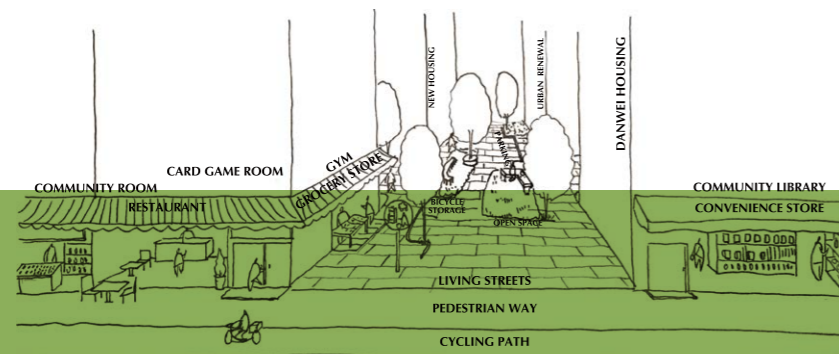 NEW HOUSING
URBAN RENEWAL
DANWEI HOUSING
PARKING
GYM
CARD GAME ROOM
GROCERY STORE
COMMUNITY ROOM
COMMUNITY LIBRARY
RESTAURANT
CONVENIENCE STORE
BICYCLE
STORAGE
OPEN SPACE
LIVING STREETS
PEDESTRIAN WAY
CYCLING PATH